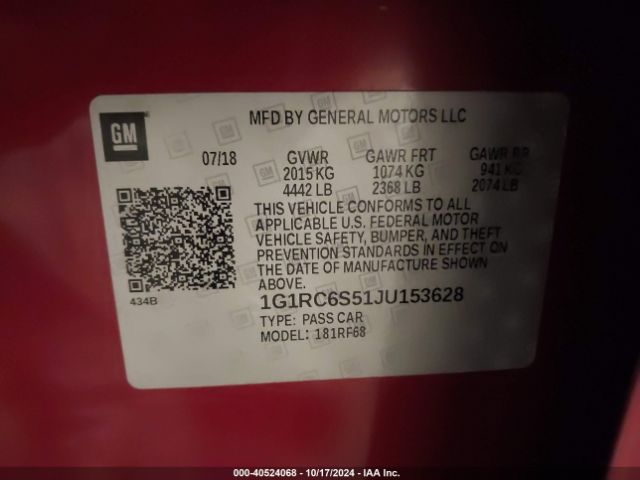 GM
MFD BY GENERAL MOTORS LLC
07/18 GVWR GAWR FRT GAWR RR
2015 KG 1074 KG 941 KG
4442 LB 2368 LB 2074 LB
THIS VEHICLE CONFORMS TO ALL
APPLICABLE U.S. FEDERAL MOTOR
VEHICLE SAFETY, BUMPER, AND THEFT
PREVENTION STANDARDS IN EFFECT ON
THE DATE OF MANUFACTURE SHOWN
ABOVE.
434B
1G1RC6S51JU153628
TYPE: PASS CAR
MODEL: 181RF68
Stock: 40524068 - 10/17/2024 - IAA Inc.